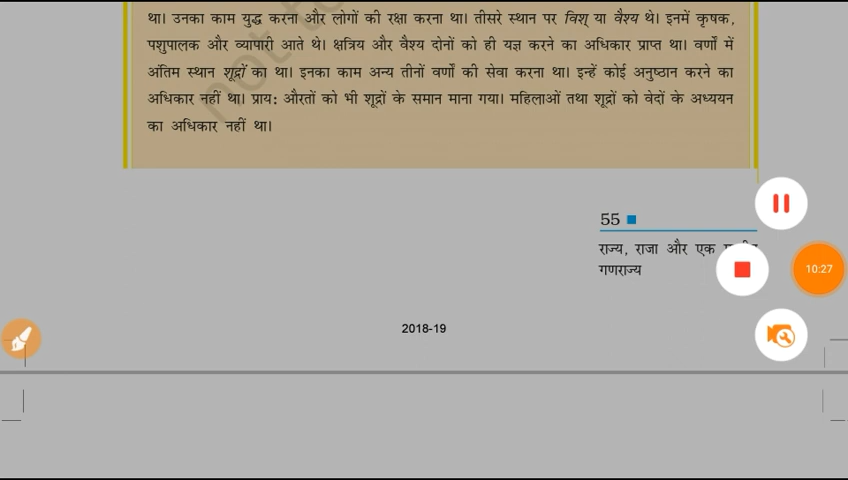 था। उनका काम युद्ध करना और लोगों की रक्षा करना था। तीसरे स्थान पर विश् या वैश्य थे। इनमें कृषक,
पशुपालक और व्यापारी आते थे। क्षत्रिय और वैश्य दोनों को ही यज्ञ करने का अधिकार प्राप्त था। वर्णों में
अंतिम स्थान शूद्रों का था। इनका काम अन्य तीनों वर्णों की सेवा करना था। इन्हें कोई अनुष्ठान करने का
अधिकार नहीं था। प्राय: औरतों को भी शूद्रों के समान माना गया। महिलाओं तथा शूद्रों को वेदों के अध्ययन
का अधिकार नहीं था।
55
राज्य, राजा और एक
गणराज्य
10:27
2018-19